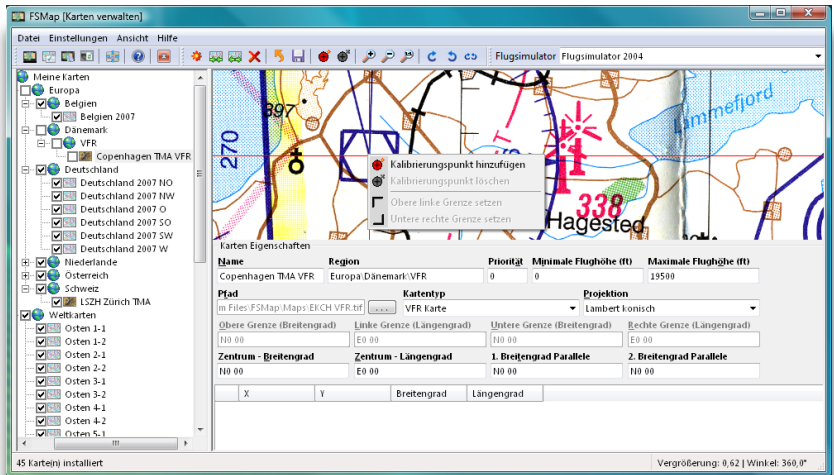 FSMap [Karten verwalten]
Datei Einstellungen Ansicht Hilfe
Flugsimulator Flugsimulator 2004
Meine Karten
Europa
Belgien
Belgien 2007
Dänemark
VFR
Copenhagen TMA VFR
Deutschland
Deutschland 2007 NO
Deutschland 2007 NW
Deutschland 2007 O
Deutschland 2007 SO
Deutschland 2007 SW
Deutschland 2007 W
Niederlande
Österreich
Schweiz
LSZH Zürich TMA
Weltkarten
Osten 1-1
Osten 1-2
Osten 2-1
Osten 2-2
Osten 3-1
Osten 3-2
Osten 4-1
Osten 4-2
Osten 5-1
897
270
Lammefjord
338
Hagested
Kalibrierungspunkt hinzufügen
Kalibrierungspunkt löschen
Obere linke Grenze setzen
Untere rechte Grenze setzen
Karten Eigenschaften
Name Region Priorität Minimale Flughöhe (ft) Maximale Flughöhe (ft)
Copenhagen TMA VFR Europa\Dänemark\VFR 0 0 19500
Pfad Kartentyp Projektion
m Files\FSMap\Maps\EKCH VFR.tif ... VFR Karte Lambert konisch
Obere Grenze (Breitengrad) Linke Grenze (Längengrad) Untere Grenze (Breitengrad) Rechte Grenze (Längengrad)
N0 00 E0 00 N0 00 E0 00
Zentrum - Breitengrad Zentrum - Längengrad 1. Breitengrad Parallele 2. Breitengrad Parallele
N0 00 E0 00 N0 00 N0 00
X Y Breitengrad Längengrad
45 Karte(n) installiert
Vergrößerung: 0,62 | Winkel: 360,0°